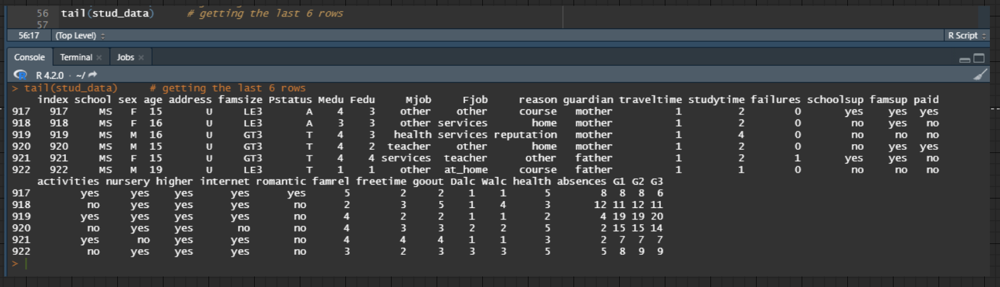 56 tail(stud_data) # getting the last 6 rows
57
56:17 (Top Level) R Script
Console Terminal Jobs
R 4.2.0 · ~/
> tail(stud_data) # getting the last 6 rows
index school sex age address famsize Pstatus Medu Fedu Mjob Fjob reason guardian traveltime studytime failures schoolsup famsup paid
917 917 MS F 15 U LE3 A 4 3 other other course mother 1 2 0 yes yes yes
918 918 MS F 16 U LE3 A 3 3 other services home mother 1 2 0 no yes no
919 919 MS M 16 U GT3 T 4 3 health services reputation mother 1 4 0 no no no
920 920 MS M 15 U GT3 T 4 2 teacher other home mother 1 2 0 no yes yes
921 921 MS F 15 U GT3 T 4 4 services teacher other father 1 2 1 yes yes no
922 922 MS M 19 U LE3 T 1 1 other at_home course father 1 1 0 no no no
activities nursery higher internet romantic famrel freetime goout Dalc Walc health absences G1 G2 G3
917 yes yes yes yes yes 5 2 2 1 1 5 8 8 8 6
918 no yes yes yes no 2 3 5 1 4 3 12 11 12 11
919 yes yes yes yes no 4 2 2 1 1 2 4 19 19 20
920 no yes yes no no 4 3 3 2 2 5 2 15 15 14
921 yes no yes yes no 4 4 4 1 1 3 2 7 7 7
922 no yes yes yes no 3 2 3 3 3 5 5 8 9 9
>